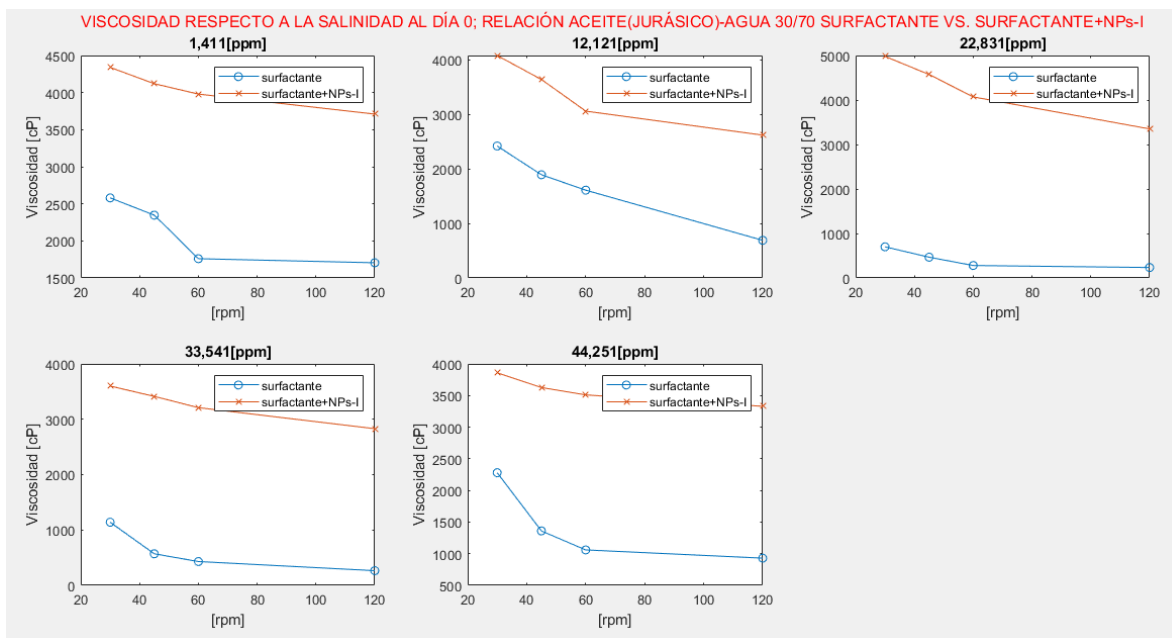 VISCOSIDAD RESPECTO A LA SALINIDAD AL DÍA 0; RELACIÓN ACEITE(JURÁSICO)-AGUA 30/70 SURFACTANTE VS. SURFACTANTE+NPs-I
1,411[ppm]
4500
4000
3500
3000
2500
2000
1500
Viscosidad [cP]
surfactante
surfactante+NPs-I
20 40 60 80 100 120
[rpm]
12,121[ppm]
4000
3000
2000
1000
0
Viscosidad [cP]
surfactante
surfactante+NPs-I
20 40 60 80 100 120
[rpm]
22,831[ppm]
5000
4000
3000
2000
1000
0
Viscosidad [cP]
surfactante
surfactante+NPs-I
20 40 60 80 100 120
[rpm]
33,541[ppm]
4000
3000
2000
1000
0
Viscosidad [cP]
surfactante
surfactante+NPs-I
20 40 60 80 100 120
[rpm]
44,251[ppm]
4000
3500
3000
2500
2000
1500
1000
500
Viscosidad [cP]
surfactante
surfactante+NPs-I
20 40 60 80 100 120
[rpm]